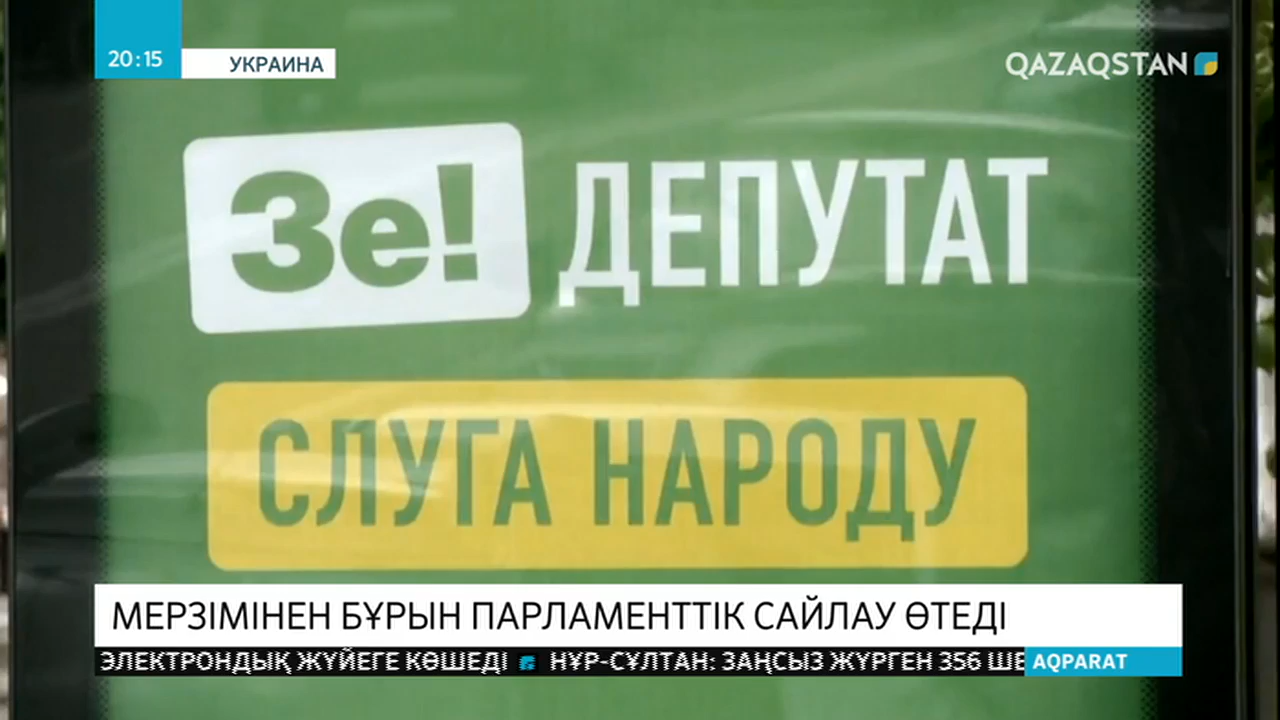 20:15
УКРАИНА
QAZAQSTAN
Зе! ДЕПУТАТ
СЛУГА НАРОДУ
МЕРЗІМІНЕН БҰРЫН ПАРЛАМЕНТТІК САЙЛАУ ӨТЕДІ
ЭЛЕКТРОНДЫҚ ЖҮЙЕГЕ КӨШЕДІ НҰР-СҰЛТАН: ЗАҢСЫЗ ЖҮРГЕН 356 ШЕ
AQPARAT